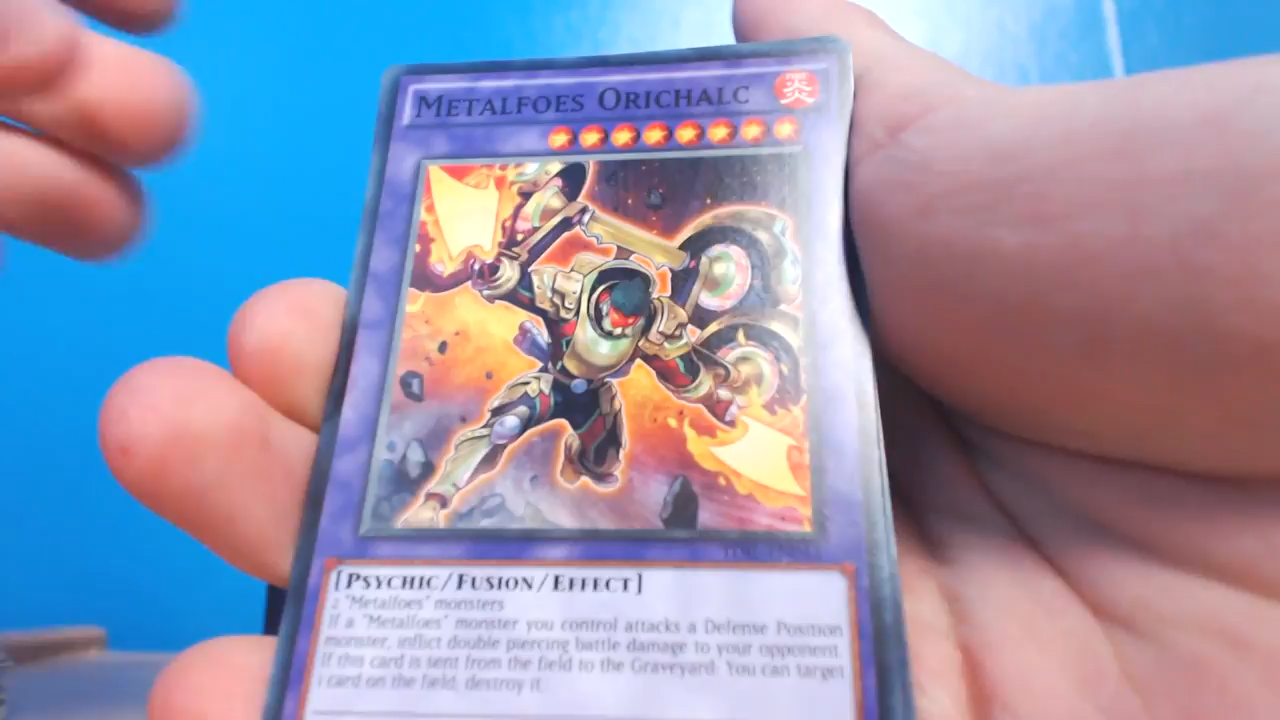 METALFOES ORICHALC
FIRE
炎
[PSYCHIC/FUSION/EFFECT]
2 "Metalfoes" monsters
If a "Metalfoes" monster you control attacks a Defense Position
monster, inflict double piercing battle damage to your opponent.
If this card is sent from the field to the Graveyard: You can target
1 card on the field; destroy it.